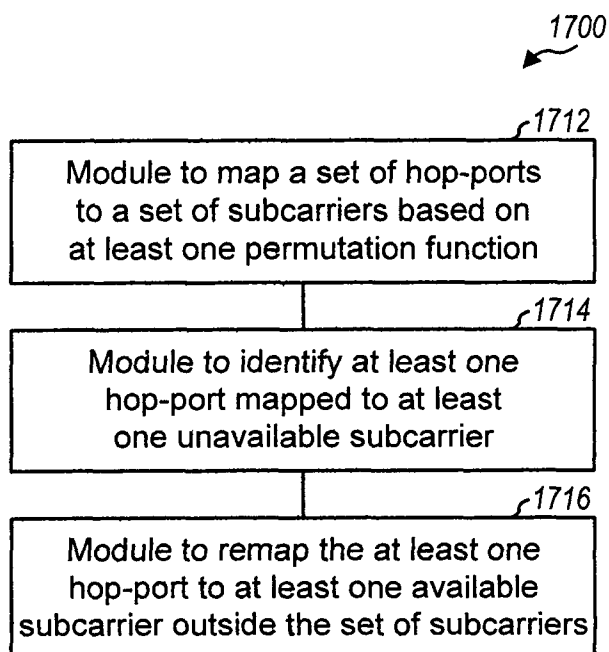 1700
1712
Module to map a set of hop-ports
to a set of subcarriers based on
at least one permutation function
1714
Module to identify at least one
hop-port mapped to at least
one unavailable subcarrier
1716
Module to remap the at least one
hop-port to at least one available
subcarrier outside the set of subcarriers